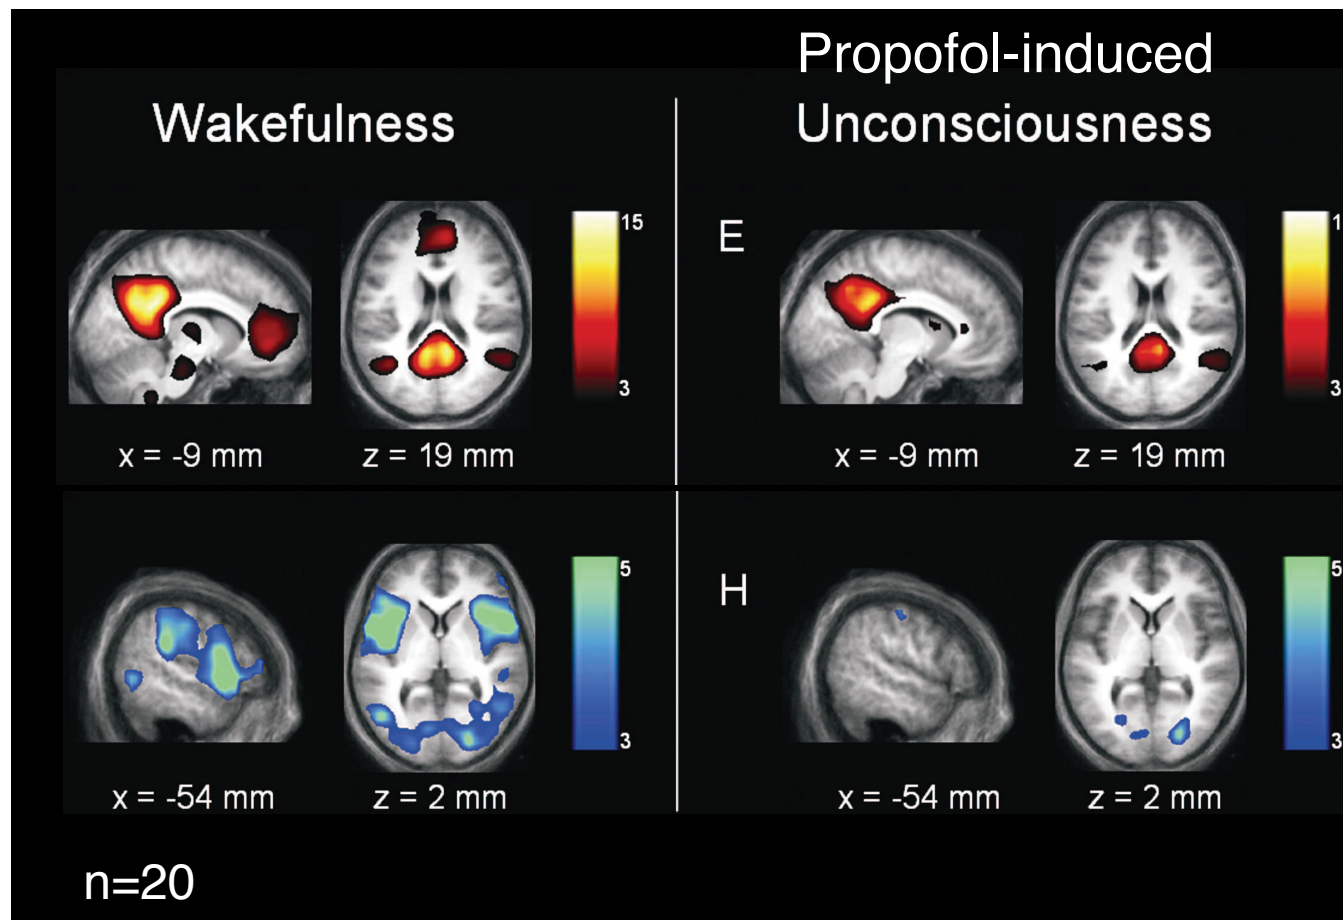 Propofol-induced
Wakefulness
Unconsciousness
15
3
x = -9 mm
z = 19 mm
E
1
3
x = -9 mm
z = 19 mm
5
3
x = -54 mm
z = 2 mm
H
5
3
x = -54 mm
z = 2 mm
n=20